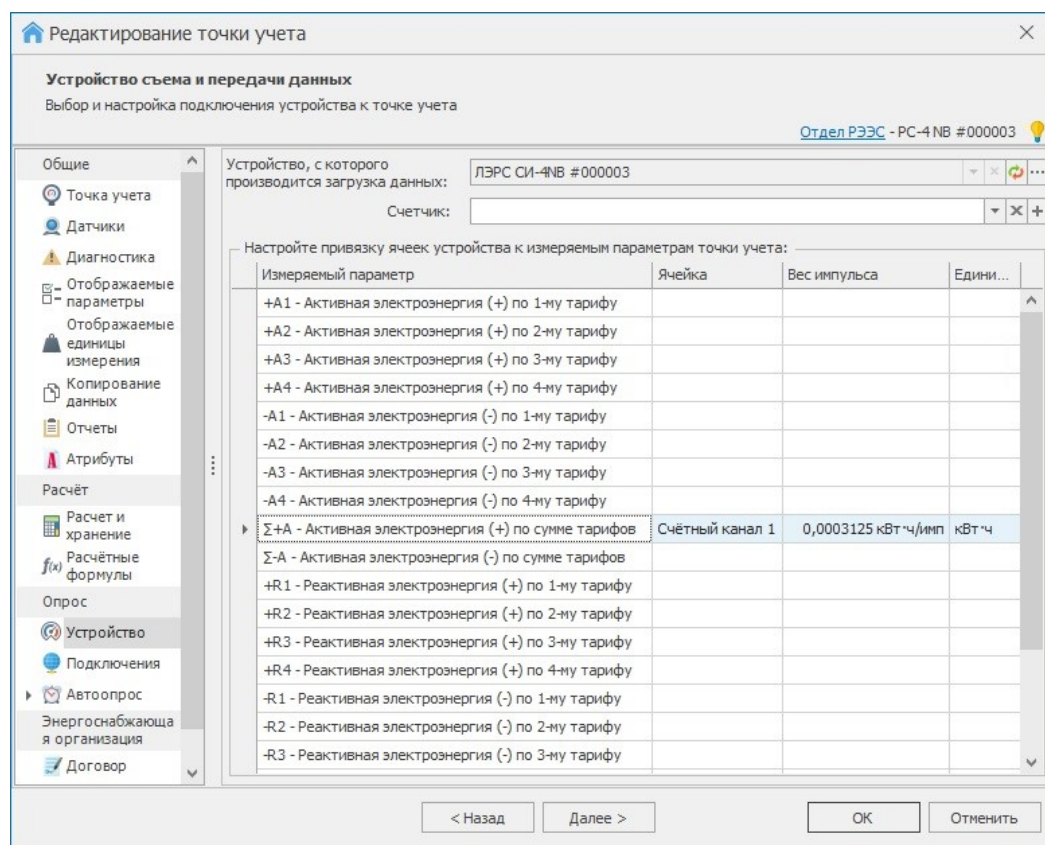 Редактирование точки учета
Устройство съема и передачи данных
Выбор и настройка подключения устройства к точке учета
Отдел РЭЭС - РС-4 NB #000003
Общие
Точка учета
Датчики
Диагностика
Отображаемые
параметры
Отображаемые
единицы
измерения
Копирование
данных
Отчеты
Атрибуты
Расчёт
Расчет и
хранение
f(x) Расчётные
формулы
Опрос
Устройство
Подключения
Автоопрос
Энергоснабжающа
я организация
Договор
Устройство, с которого
производится загрузка данных:
ЛЭРС СИ-4NB #000003
Счетчик:
Настройте привязку ячеек устройства к измеряемым параметрам точки учета:
Измеряемый параметр Ячейка Вес импульса Едини...
+A1 - Активная электроэнергия (+) по 1-му тарифу
+A2 - Активная электроэнергия (+) по 2-му тарифу
+A3 - Активная электроэнергия (+) по 3-му тарифу
+A4 - Активная электроэнергия (+) по 4-му тарифу
-A1 - Активная электроэнергия (-) по 1-му тарифу
-A2 - Активная электроэнергия (-) по 2-му тарифу
-A3 - Активная электроэнергия (-) по 3-му тарифу
-A4 - Активная электроэнергия (-) по 4-му тарифу
∑+A - Активная электроэнергия (+) по сумме тарифов Счётный канал 1 0,0003125 кВт·ч/имп кВт·ч
∑-A - Активная электроэнергия (-) по сумме тарифов
+R1 - Реактивная электроэнергия (+) по 1-му тарифу
+R2 - Реактивная электроэнергия (+) по 2-му тарифу
+R3 - Реактивная электроэнергия (+) по 3-му тарифу
+R4 - Реактивная электроэнергия (+) по 4-му тарифу
-R1 - Реактивная электроэнергия (-) по 1-му тарифу
-R2 - Реактивная электроэнергия (-) по 2-му тарифу
-R3 - Реактивная электроэнергия (-) по 3-му тарифу
< Назад
Далее >
ОК
Отменить